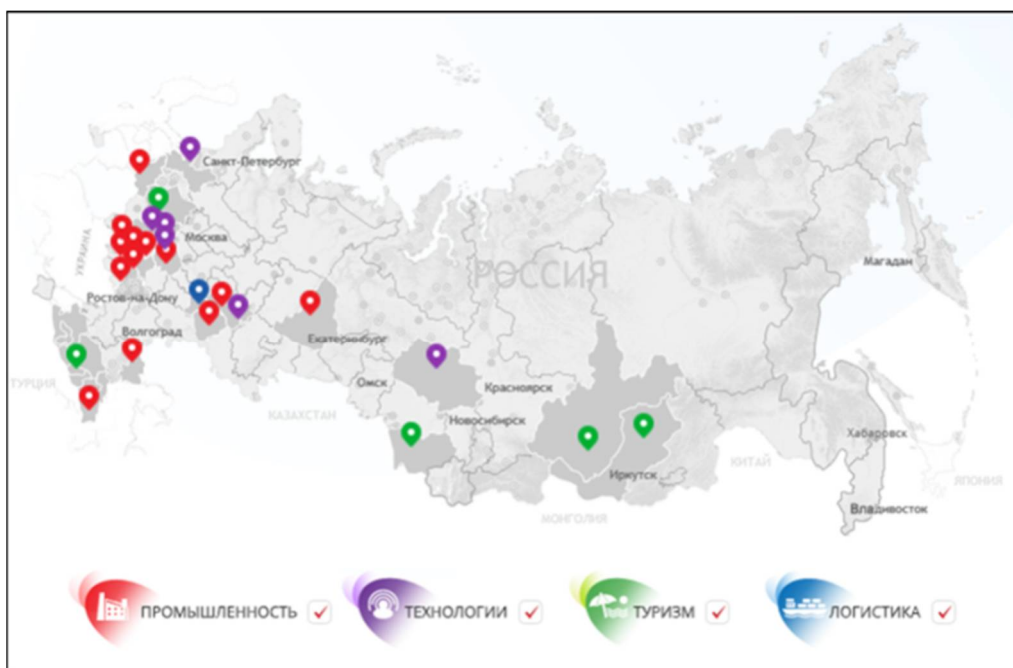 Санкт-Петербург
УКРАИНА
Москва
РОССИЯ
Магадан
Ростов-на-Дону
Волгоград
Екатеринбург
ТУРЦИЯ
Омск
Красноярск
КАЗАХСТАН
Новосибирск
Хабаровск
КИТАЙ
Иркутск
ЯПОНИЯ
Владивосток
МОНГОЛИЯ
ПРОМЫШЛЕННОСТЬ
ТЕХНОЛОГИИ
ТУРИЗМ
ЛОГИСТИКА